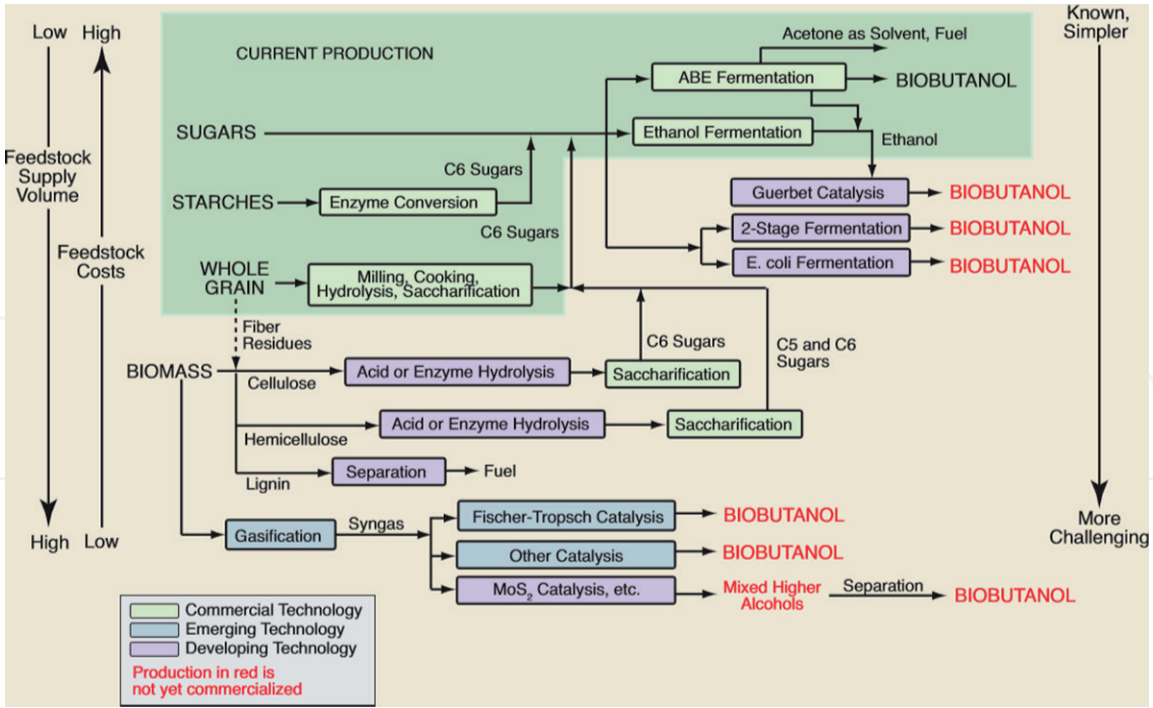 Low High
Known,
Simpler
CURRENT PRODUCTION
Acetone as Solvent, Fuel
ABE Fermentation
BIOBUTANOL
SUGARS
Ethanol Fermentation
Ethanol
Feedstock
Supply
Volume
C6 Sugars
STARCHES
Enzyme Conversion
Guerbet Catalysis
BIOBUTANOL
C6 Sugars
2-Stage Fermentation
BIOBUTANOL
Feedstock
Costs
E. coli Fermentation
BIOBUTANOL
WHOLE
GRAIN
Milling, Cooking,
Hydrolysis, Saccharification
Fiber
Residues
C6 Sugars
C5 and C6
Sugars
BIOMASS
Cellulose
Acid or Enzyme Hydrolysis
Saccharification
Hemicellulose
Acid or Enzyme Hydrolysis
Saccharification
Lignin
Separation
Fuel
High Low
Gasification
Syngas
Fischer-Tropsch Catalysis
BIOBUTANOL
More
Challenging
Other Catalysis
BIOBUTANOL
MoS₂ Catalysis, etc.
Mixed Higher
Alcohols
Separation
BIOBUTANOL
Commercial Technology
Emerging Technology
Developing Technology
Production in red is
not yet commercialized